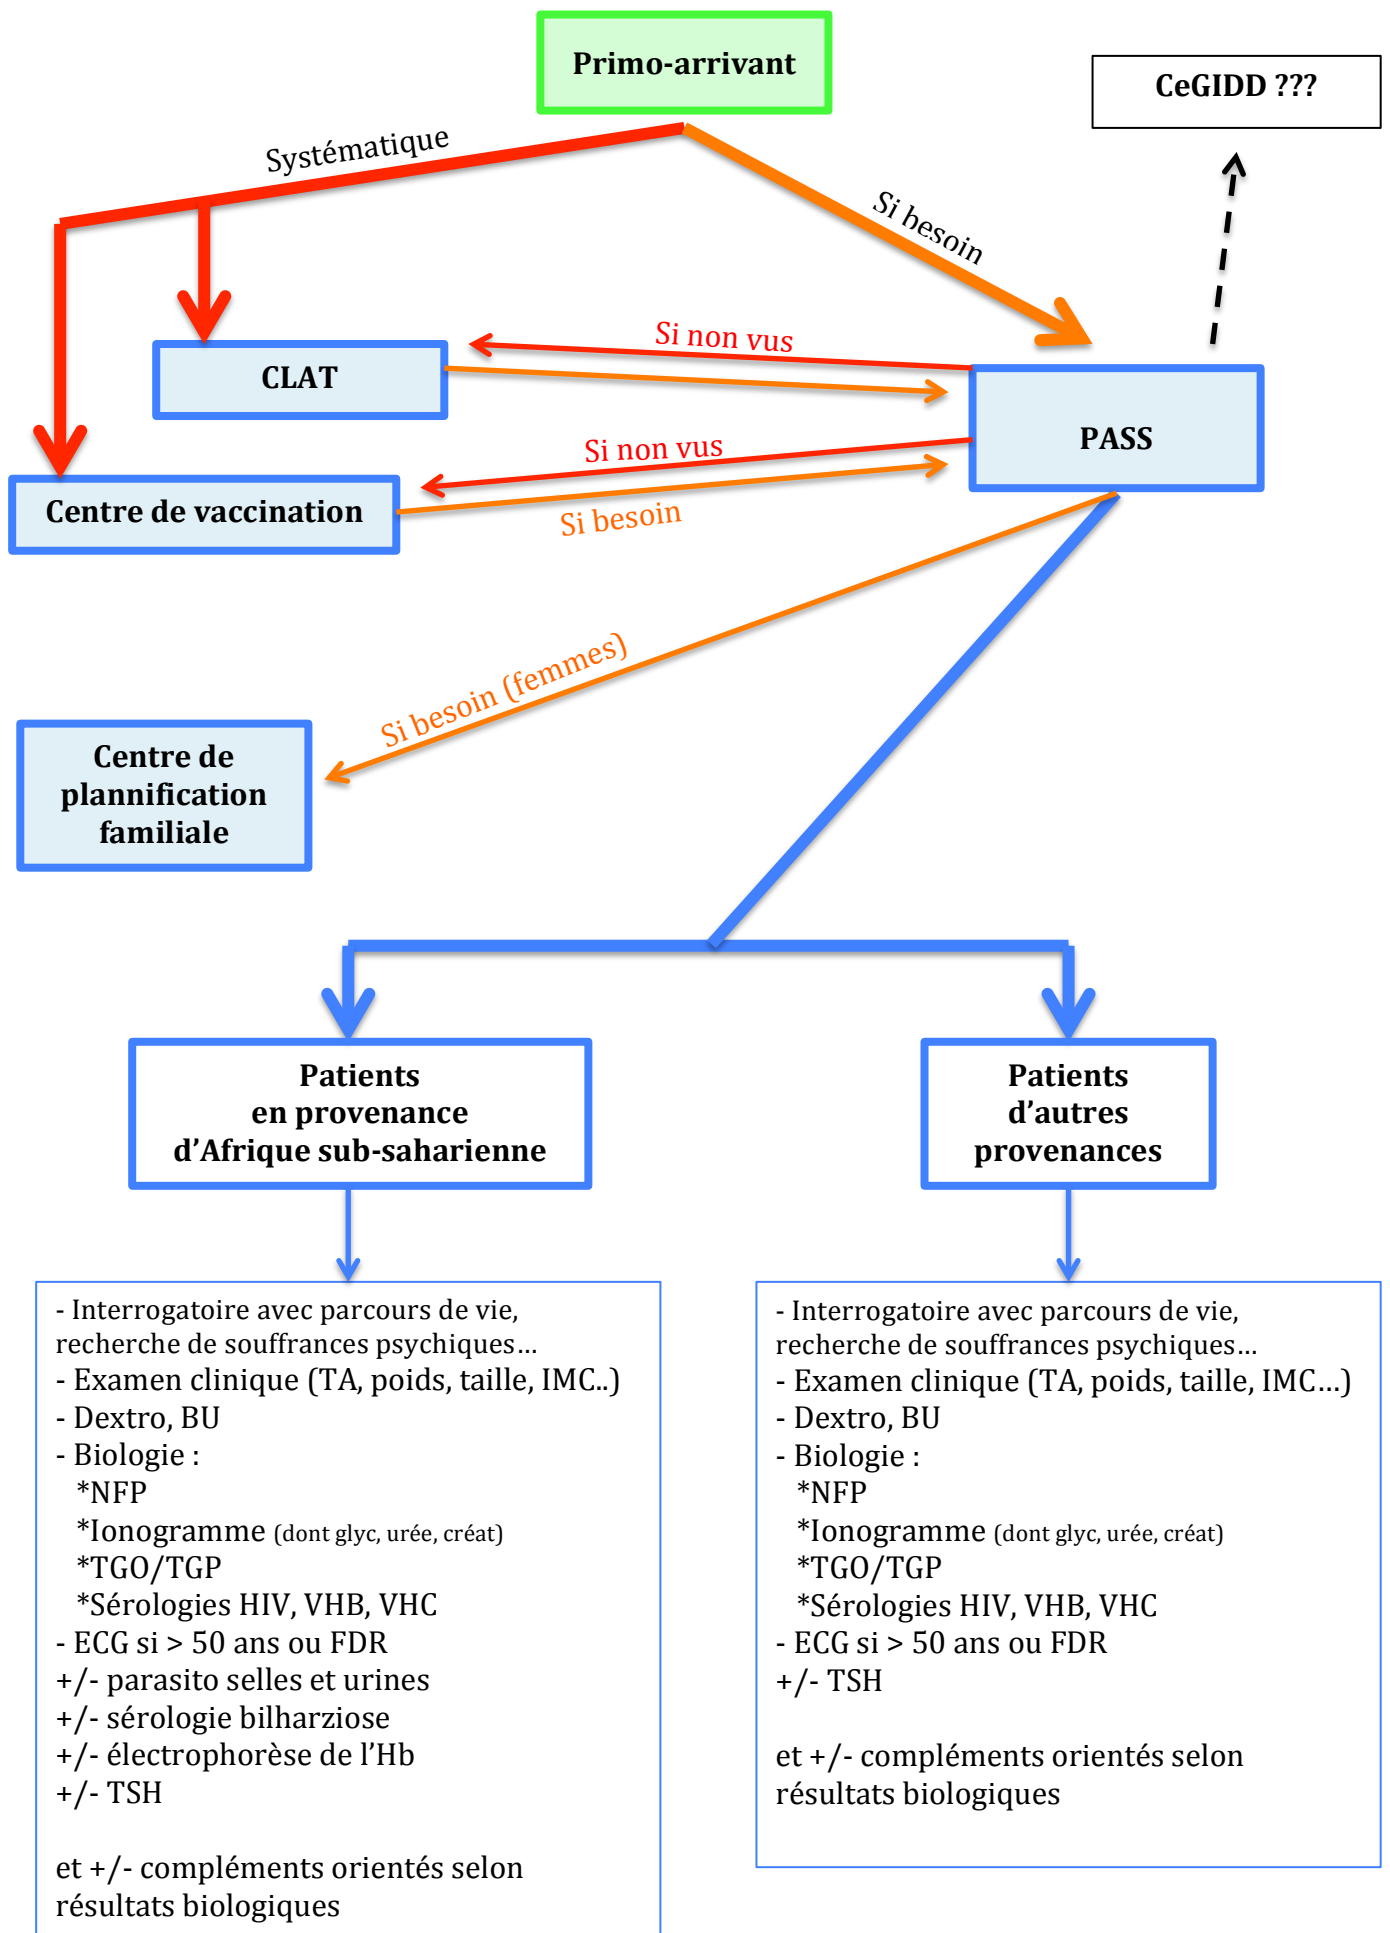 Primo-arrivant
CeGIDD ???
Systématique
Si besoin
Si non vus
CLAT
PASS
Si non vus
Centre de vaccination
Si besoin
Si besoin (femmes)
Centre de
plannification
familiale
Patients
en provenance
d’Afrique sub-saharienne
Patients
d’autres
provenances
- Interrogatoire avec parcours de vie,
recherche de souffrances psychiques…
- Examen clinique (TA, poids, taille, IMC..)
- Dextro, BU
- Biologie :
*NFP
*Ionogramme (dont glyc, urée, créat)
*TGO/TGP
*Sérologies HIV, VHB, VHC
- ECG si > 50 ans ou FDR
+/- parasito selles et urines
+/- sérologie bilharziose
+/- électrophorèse de l’Hb
+/- TSH
et +/- compléments orientés selon
résultats biologiques
- Interrogatoire avec parcours de vie,
recherche de souffrances psychiques…
- Examen clinique (TA, poids, taille, IMC…)
- Dextro, BU
- Biologie :
*NFP
*Ionogramme (dont glyc, urée, créat)
*TGO/TGP
*Sérologies HIV, VHB, VHC
- ECG si > 50 ans ou FDR
+/- TSH
et +/- compléments orientés selon
résultats biologiques